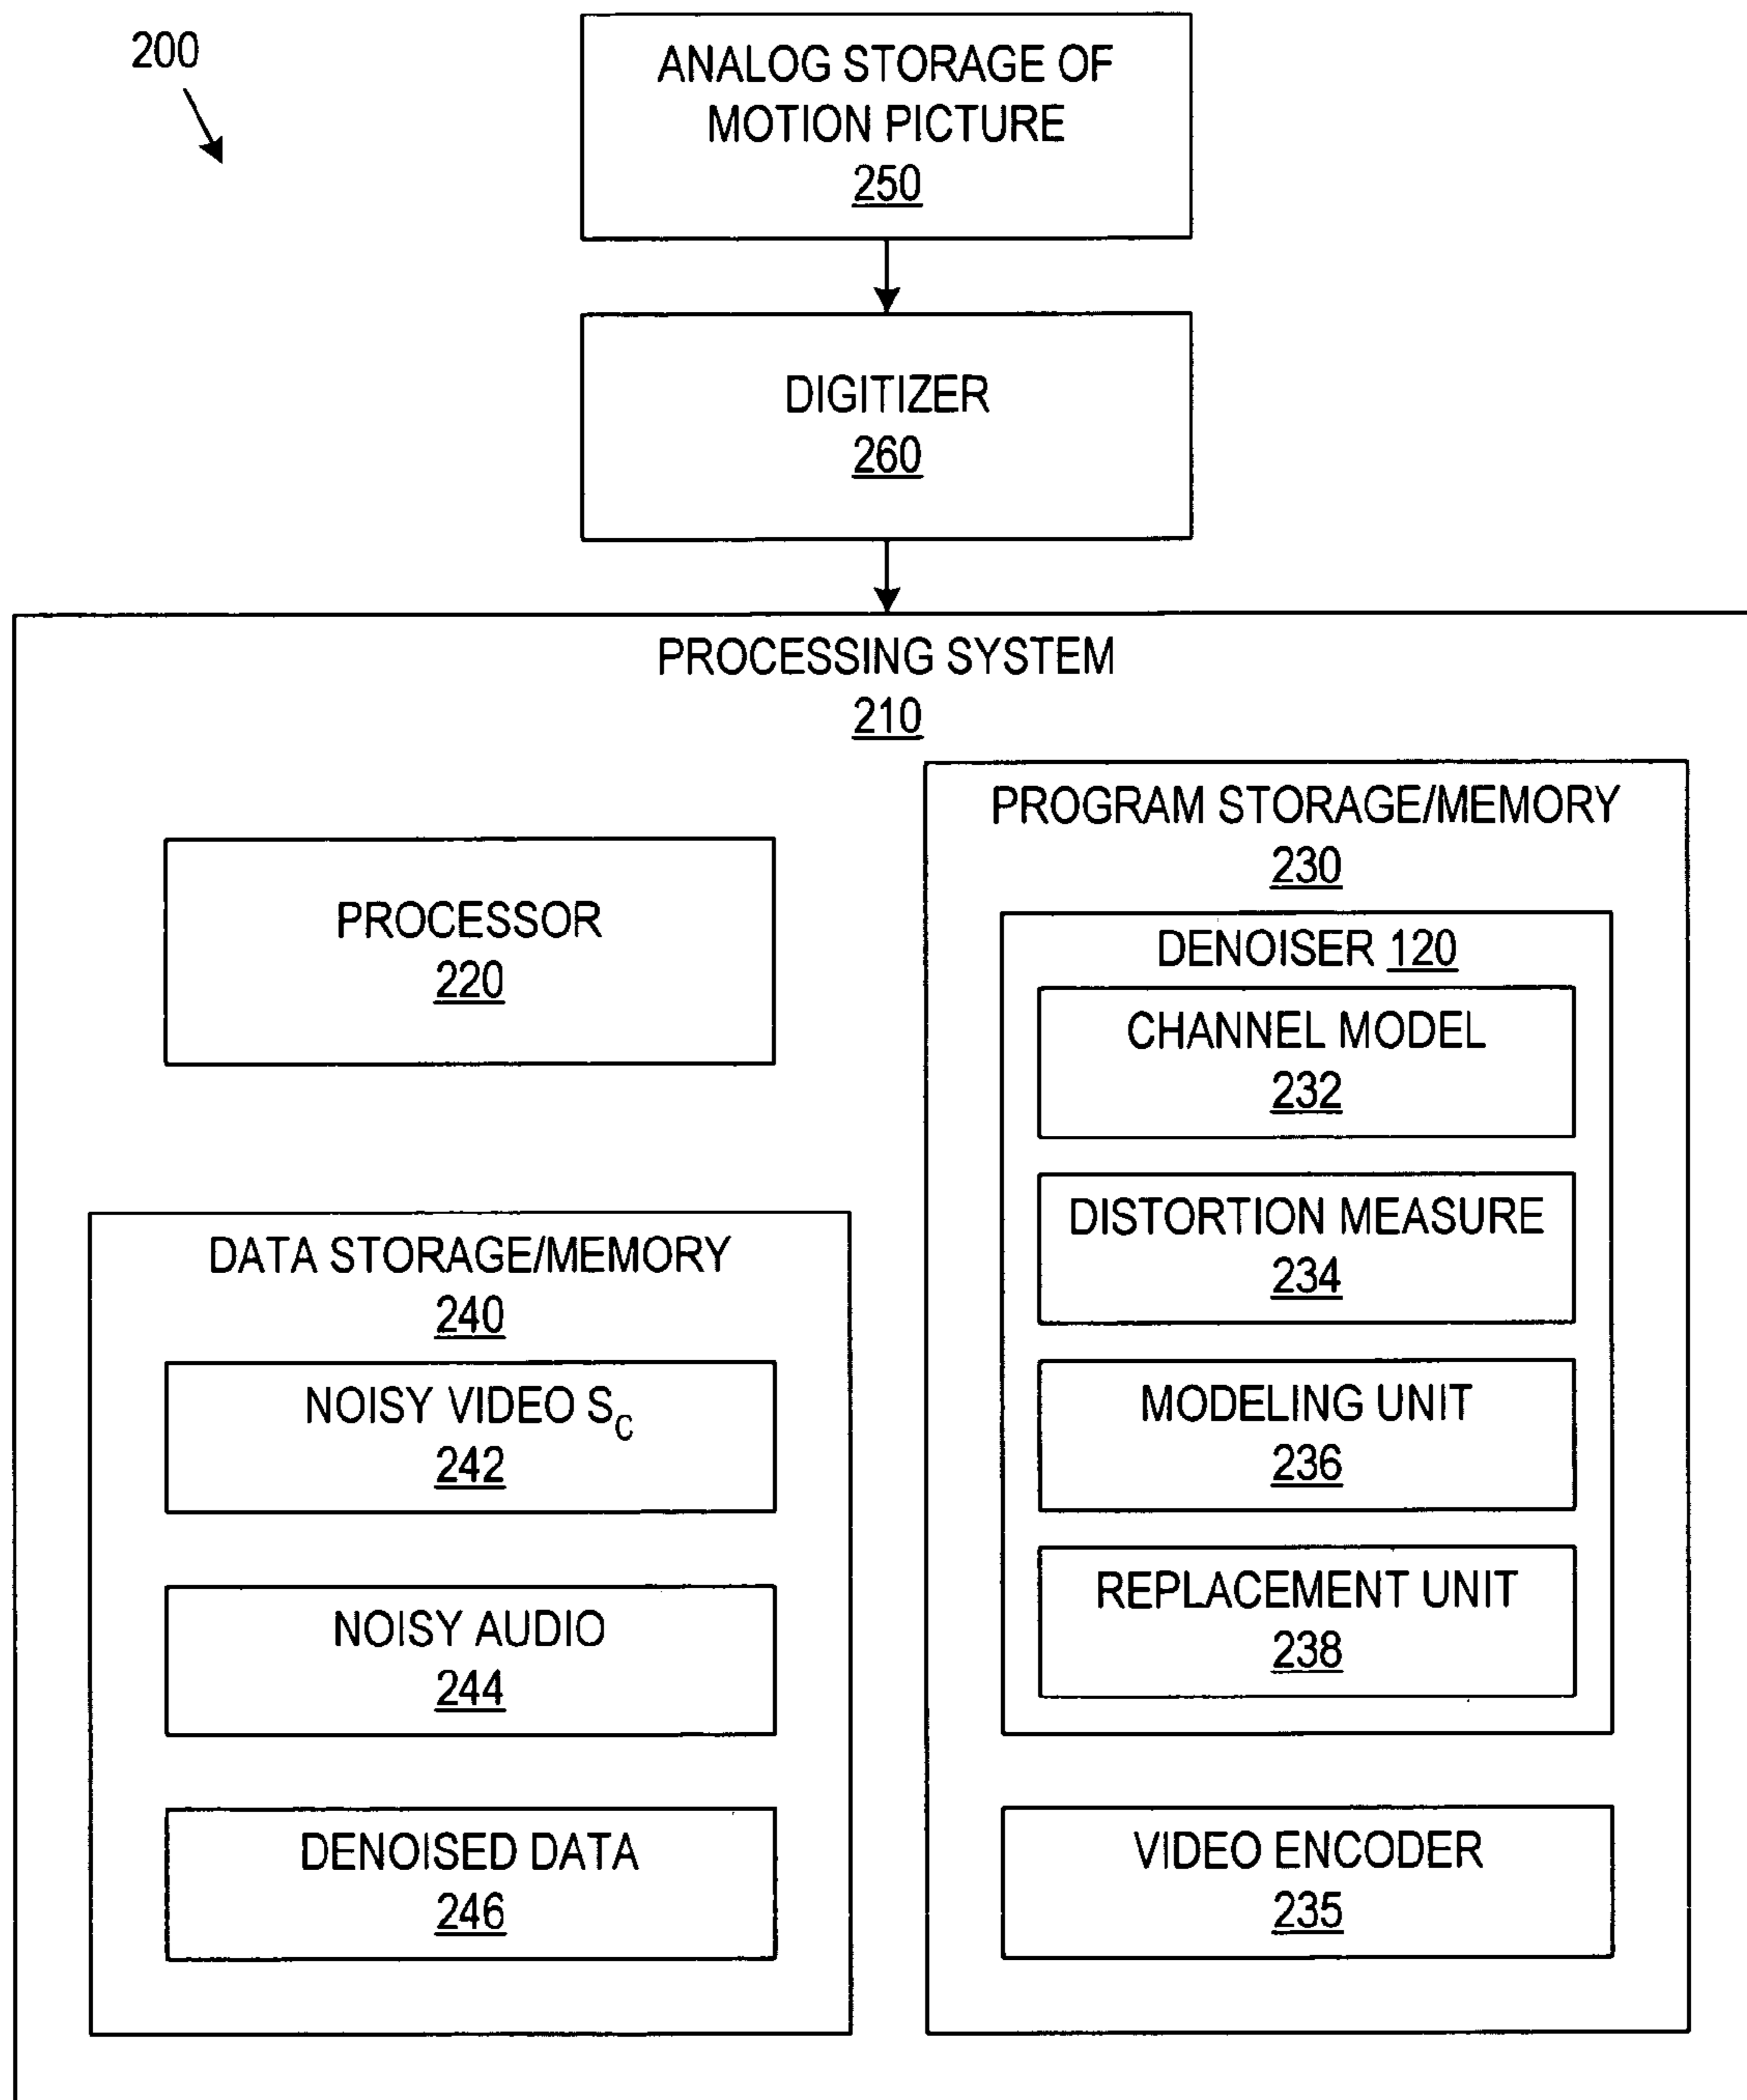 200
ANALOG STORAGE OF
MOTION PICTURE
250
DIGITIZER
260
PROCESSING SYSTEM
210
PROCESSOR
220
DATA STORAGE/MEMORY
240
NOISY VIDEO S_C
242
NOISY AUDIO
244
DENOISED DATA
246
PROGRAM STORAGE/MEMORY
230
DENOISER 120
CHANNEL MODEL
232
DISTORTION MEASURE
234
MODELING UNIT
236
REPLACEMENT UNIT
238
VIDEO ENCODER
235